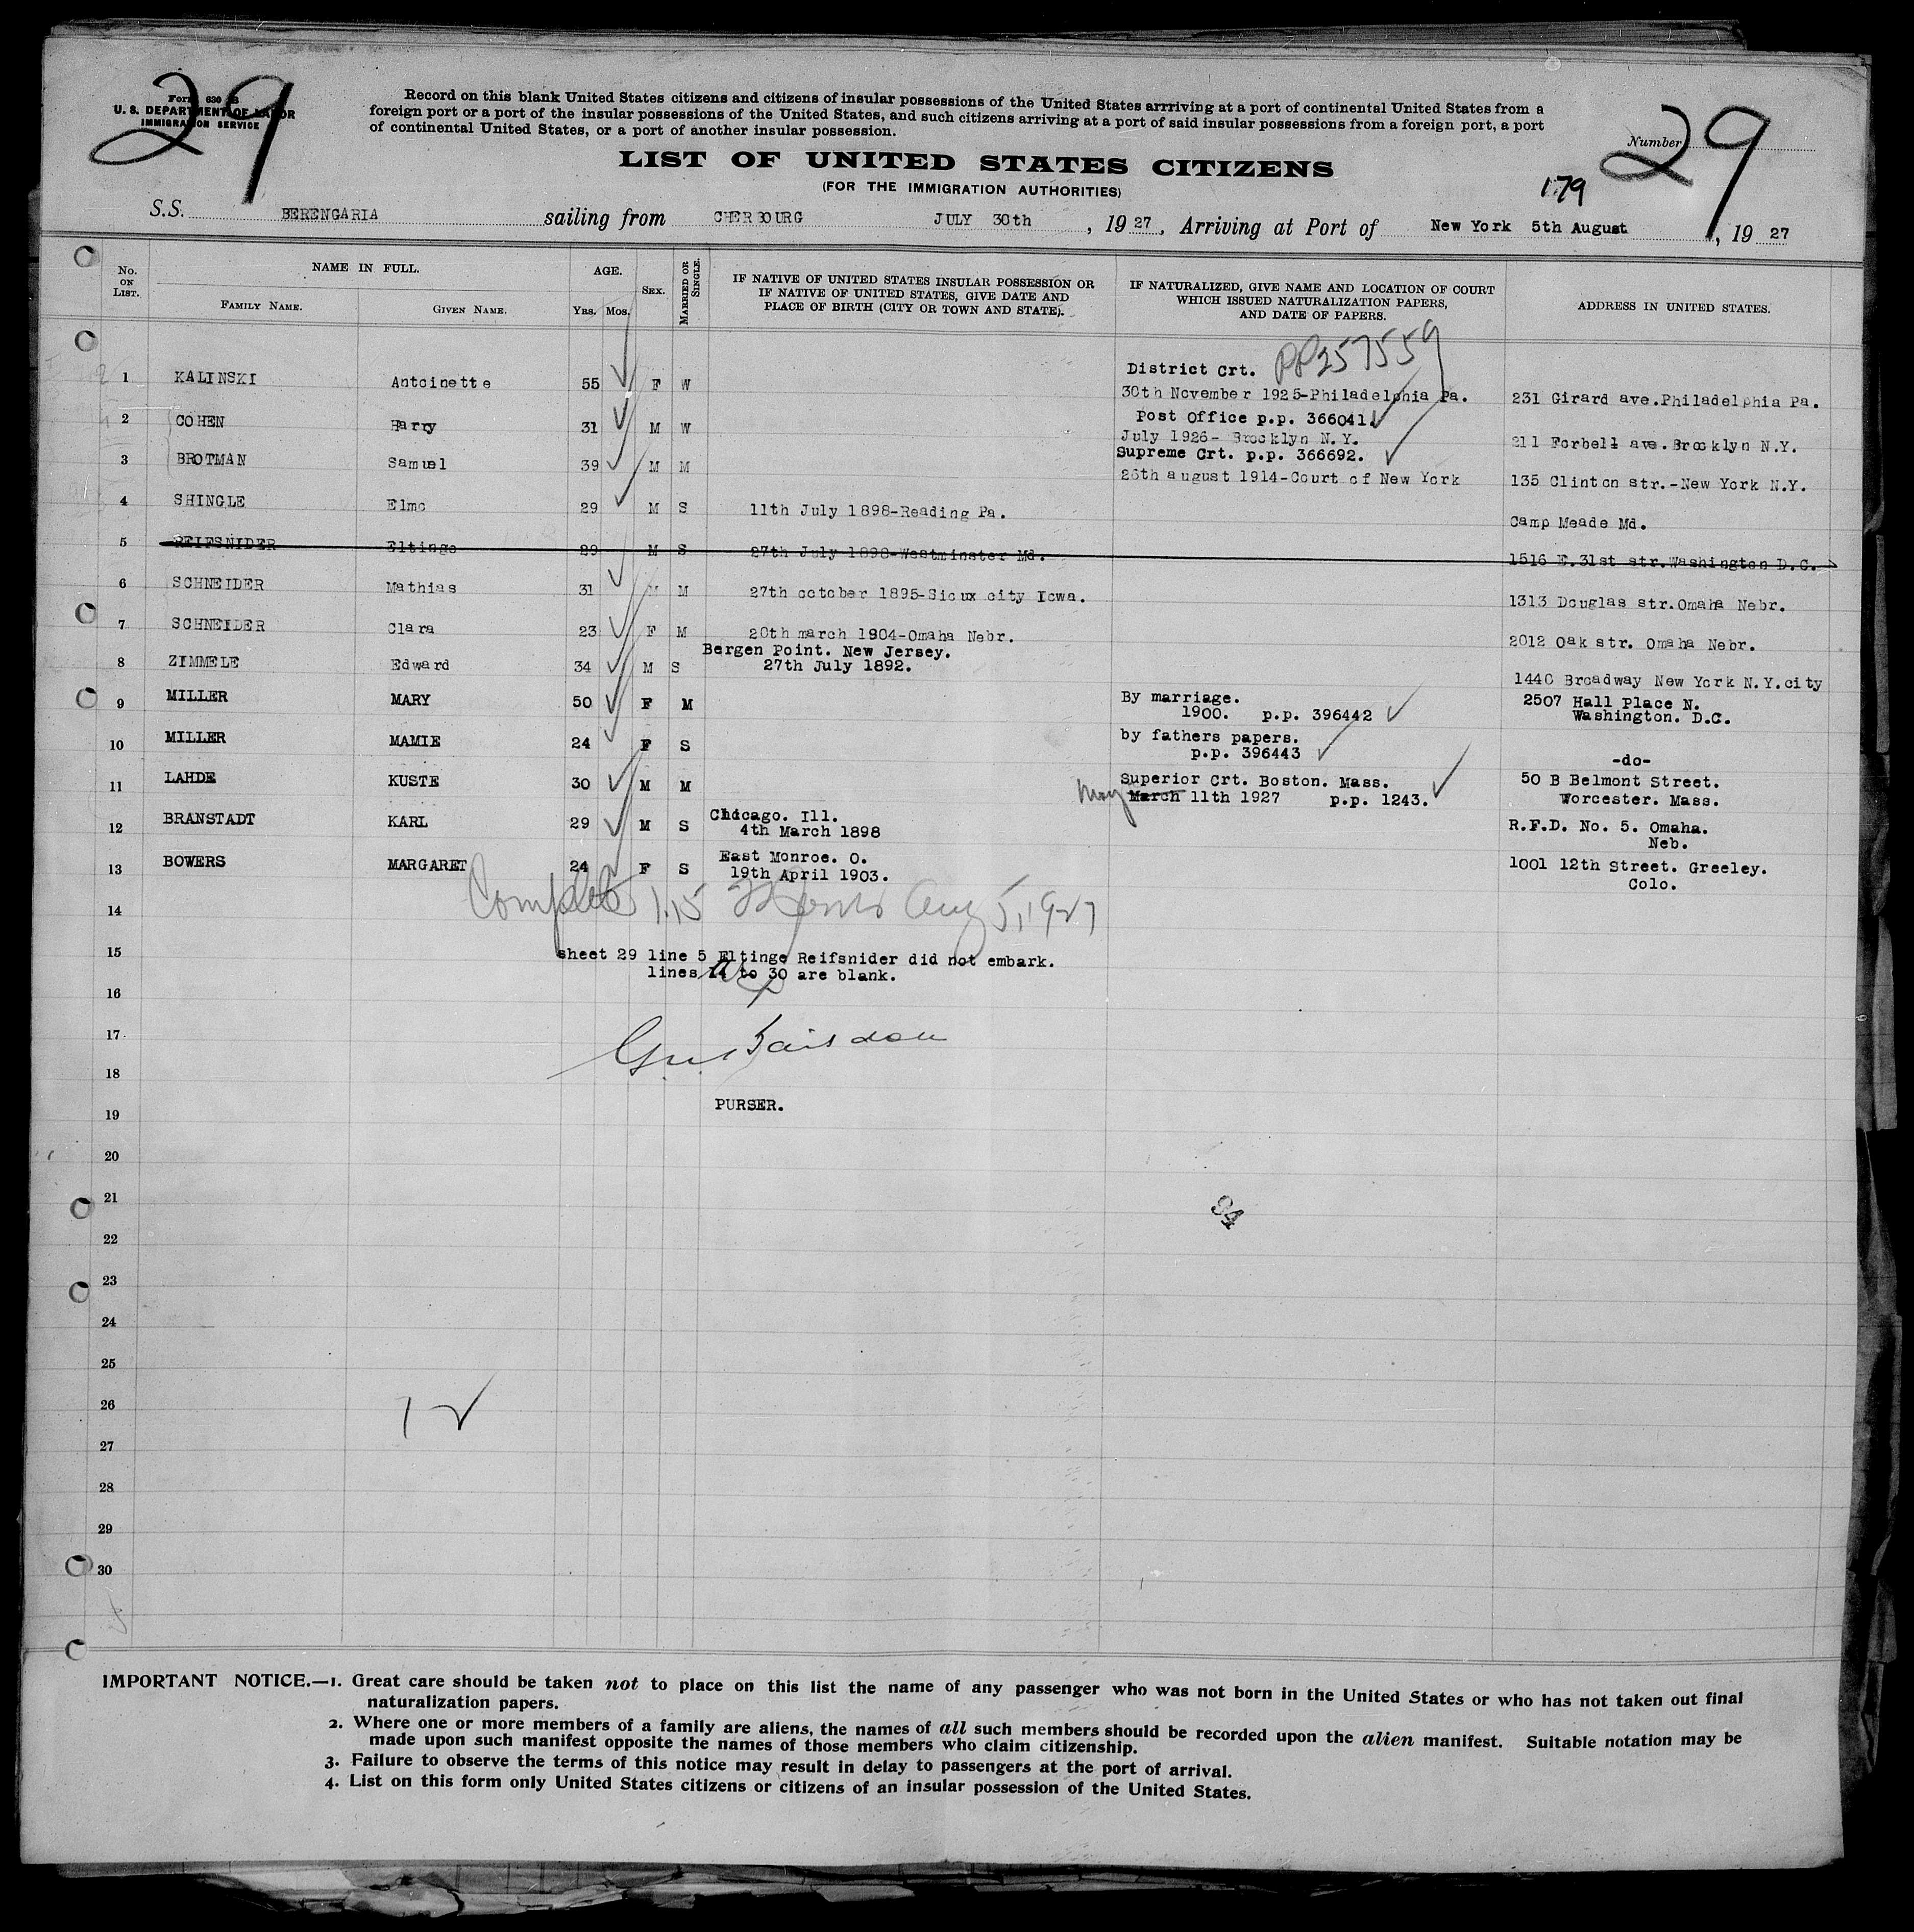 29
Form 630 B
U. S. DEPARTMENT OF LABOR
IMMIGRATION SERVICE
Record on this blank United States citizens and citizens of insular possessions of the United States arrriving at a port of continental United States from a
foreign port or a port of the insular possessions of the United States, and such citizens arriving at a port of said insular possessions from a foreign port, a port
of continental United States, or a port of another insular possession.
Number 29
LIST OF UNITED STATES CITIZENS
(FOR THE IMMIGRATION AUTHORITIES)
179
S.S. BERENGARIA sailing from CHERBOURG JULY 30th, 1927, Arriving at Port of New York 5th August, 1927
No. ON LIST. NAME IN FULL. FAMILY NAME. GIVEN NAME. AGE. YRS. MOS. SEX. MARRIED OR SINGLE. IF NATIVE OF UNITED STATES INSULAR POSSESSION OR IF NATIVE OF UNITED STATES, GIVE DATE AND PLACE OF BIRTH (CITY OR TOWN AND STATE). IF NATURALIZED, GIVE NAME AND LOCATION OF COURT WHICH ISSUED NATURALIZATION PAPERS, AND DATE OF PAPERS. ADDRESS IN UNITED STATES.
District Crt. PP257559
1 KALINSKI Antoinette 55 F W 30th November 1925-Philadelphia Pa. 231 Girard ave.Philadelphia Pa.
Post Office p.p. 366041
2 COHEN Harry 31 M W July 1926- Brooklyn N.Y. 211 Forbell ave.Brooklyn N.Y.
Supreme Crt. p.p. 366692.
3 BROTMAN Samuel 39 M M 26th august 1914-Court of New York 135 Clinton str.-New York N.Y.
4 SHINGLE Elmo 29 M S 11th July 1898-Reading Pa. Camp Meade Md.
5 REIFSNIDER Eltinge 29 M S 27th July 1898-Westminster Md. 1516 E.31st str.Washington D.C.
6 SCHNEIDER Mathias 31 M M 27th october 1895-Sioux city Iowa. 1313 Douglas str.Omaha Nebr.
7 SCHNEIDER Clara 23 F M 20th march 1904-Omaha Nebr. 2012 Oak str. Omaha Nebr.
Bergen Point. New Jersey.
8 ZIMMELE Edward 34 M S 27th July 1892. 1440 Broadway New York N.Y.city
9 MILLER MARY 50 F M By marriage. 2507 Hall Place N.
1900. p.p. 396442 Washington. D.C.
10 MILLER MAMIE 24 F S by fathers papers.
p.p. 396443 -do-
11 LAHDE KUSTE 30 M M Superior Crt. Boston. Mass. 50 B Belmont Street.
May March 11th 1927 p.p. 1243. Worcester. Mass.
12 BRANSTADT KARL 29 M S Chicago. Ill. R.F.D. No. 5. Omaha.
4th March 1898 Neb.
13 BOWERS MARGARET 24 F S East Monroe. O. 1001 12th Street. Greeley.
19th April 1903. Colo.
14 Complete 1.15 Aug 5, 1927
15 sheet 29 line 5 Eltinge Reifsnider did not embark.
lines 14 to 30 are blank.
16
17
18
19 PURSER.
20
21
94
22
23
24
25
26 12
27
28
29
30
IMPORTANT NOTICE.—1. Great care should be taken not to place on this list the name of any passenger who was not born in the United States or who has not taken out final
naturalization papers.
2. Where one or more members of a family are aliens, the names of all such members should be recorded upon the alien manifest. Suitable notation may be
made upon such manifest opposite the names of those members who claim citizenship.
3. Failure to observe the terms of this notice may result in delay to passengers at the port of arrival.
4. List on this form only United States citizens or citizens of an insular possession of the United States.